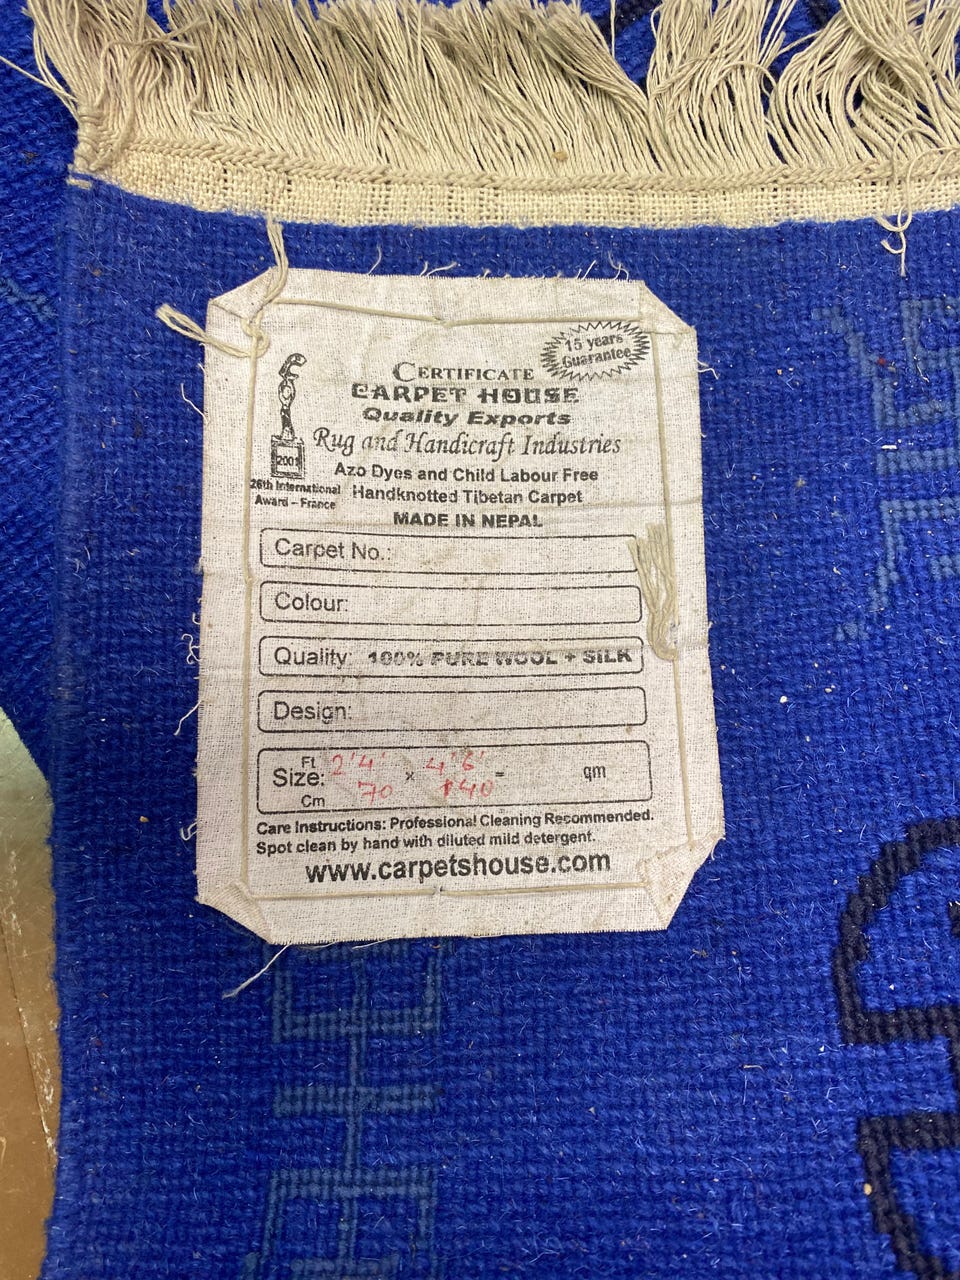 15 years
Guarantee
CERTIFICATE
CARPET HOUSE
Quality Exports
Rug and Handicraft Industries
2001
26th International
Award – France
Azo Dyes and Child Labour Free
Handknotted Tibetan Carpet
MADE IN NEPAL
Carpet No.:
Colour:
Quality: 100% PURE WOOL + SILK
Design:
Ft
2'4' 4'6'
Size: × = qm
70 140
Cm
Care Instructions: Professional Cleaning Recommended.
Spot clean by hand with diluted mild detergent.
www.carpetshouse.com